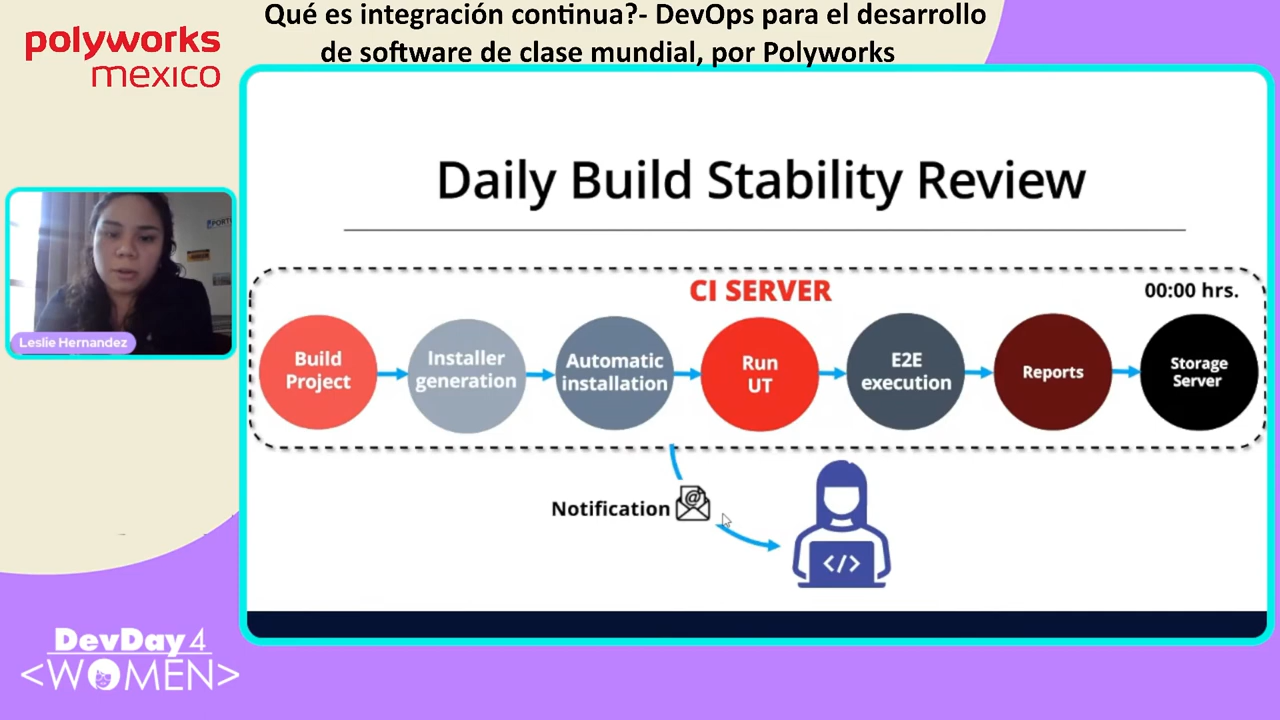 Qué es integración continua?- DevOps para el desarrollo
de software de clase mundial, por Polyworks
polyworks
mexico
Daily Build Stability Review
CI SERVER
00:00 hrs.
Build
Project
Installer
generation
Automatic
installation
Run
UT
E2E
execution
Reports
Storage
Server
Notification
@
</>
Leslie Hernandez
DevDay4
<WOMEN>